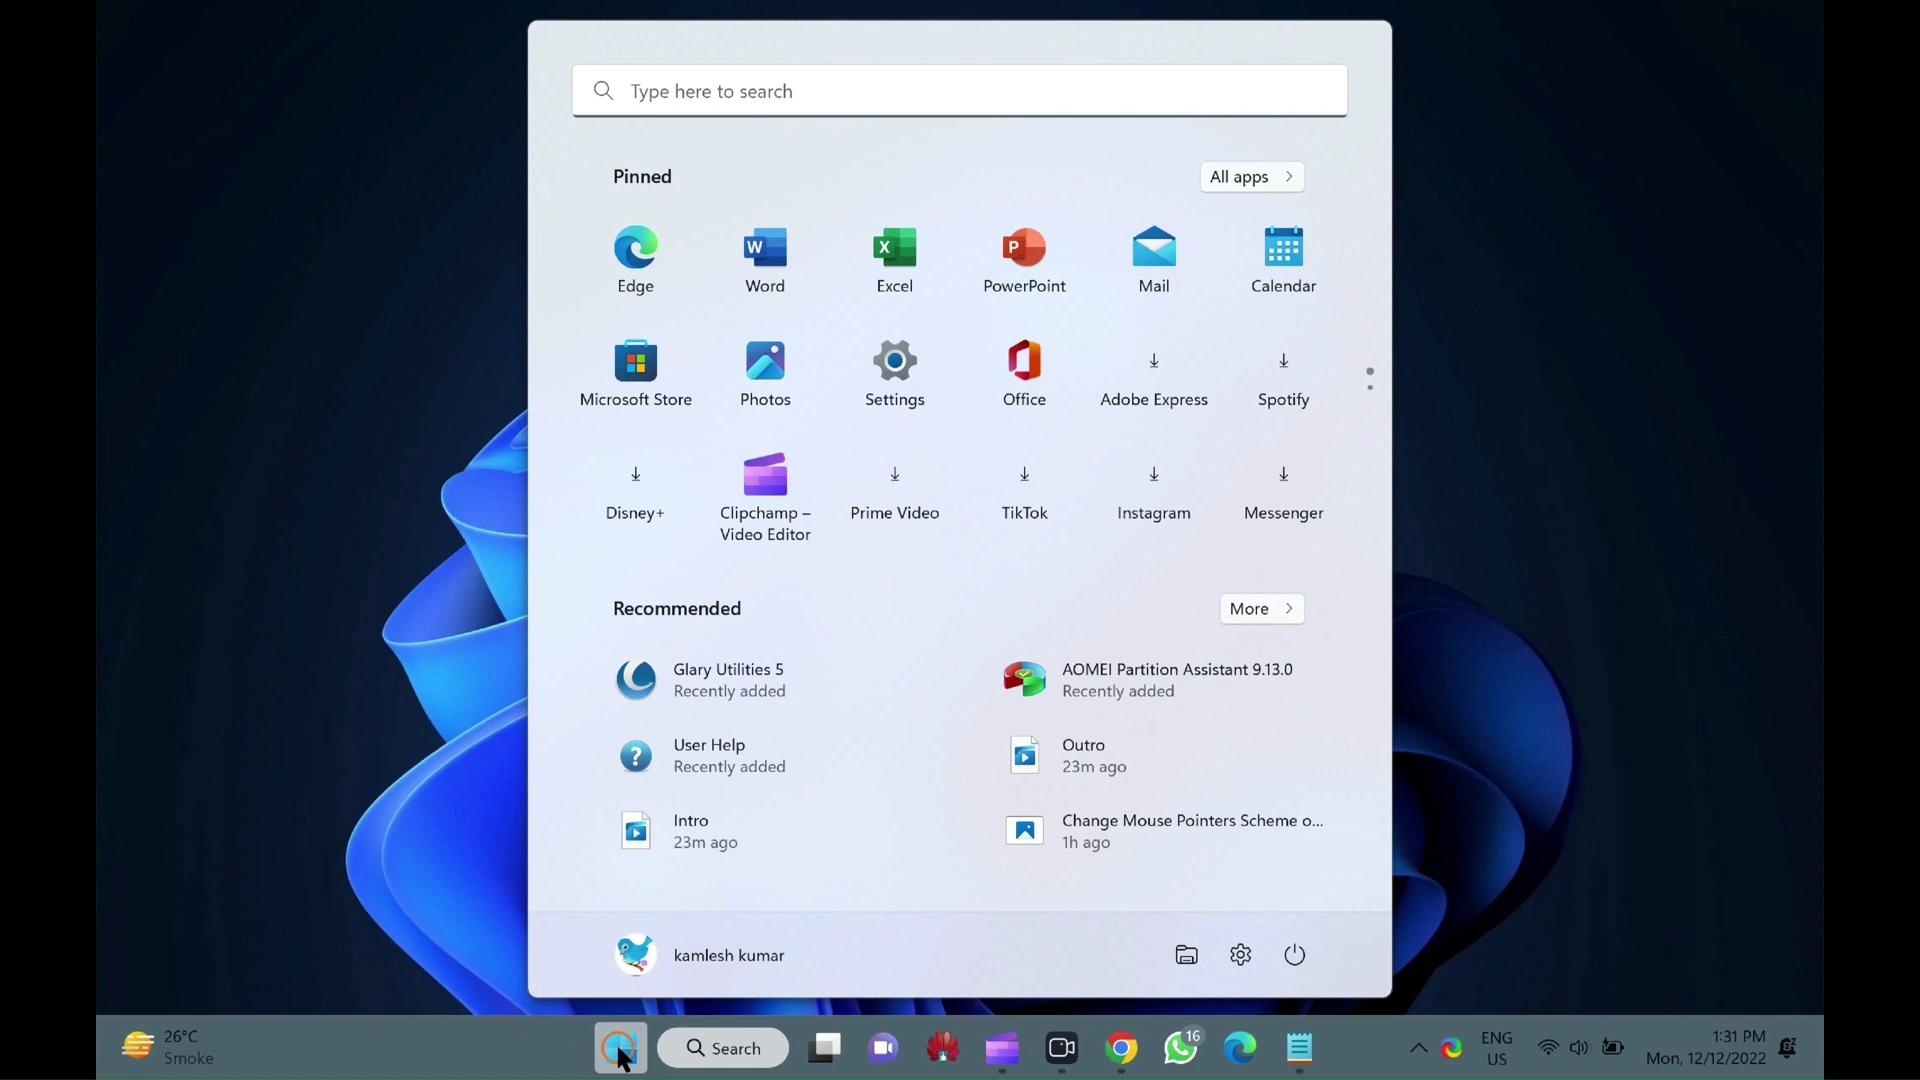 Type here to search
Pinned
All apps
Edge
Word
Excel
PowerPoint
Mail
Calendar
Microsoft Store
Photos
Settings
Office
Adobe Express
Spotify
Disney+
Clipchamp –
Video Editor
Prime Video
TikTok
Instagram
Messenger
Recommended
More
Glary Utilities 5
Recently added
AOMEI Partition Assistant 9.13.0
Recently added
User Help
Recently added
Outro
23m ago
Intro
23m ago
Change Mouse Pointers Scheme o...
1h ago
kamlesh kumar
26°C
Smoke
Search
16
ENG
US
1:31 PM
Mon, 12/12/2022